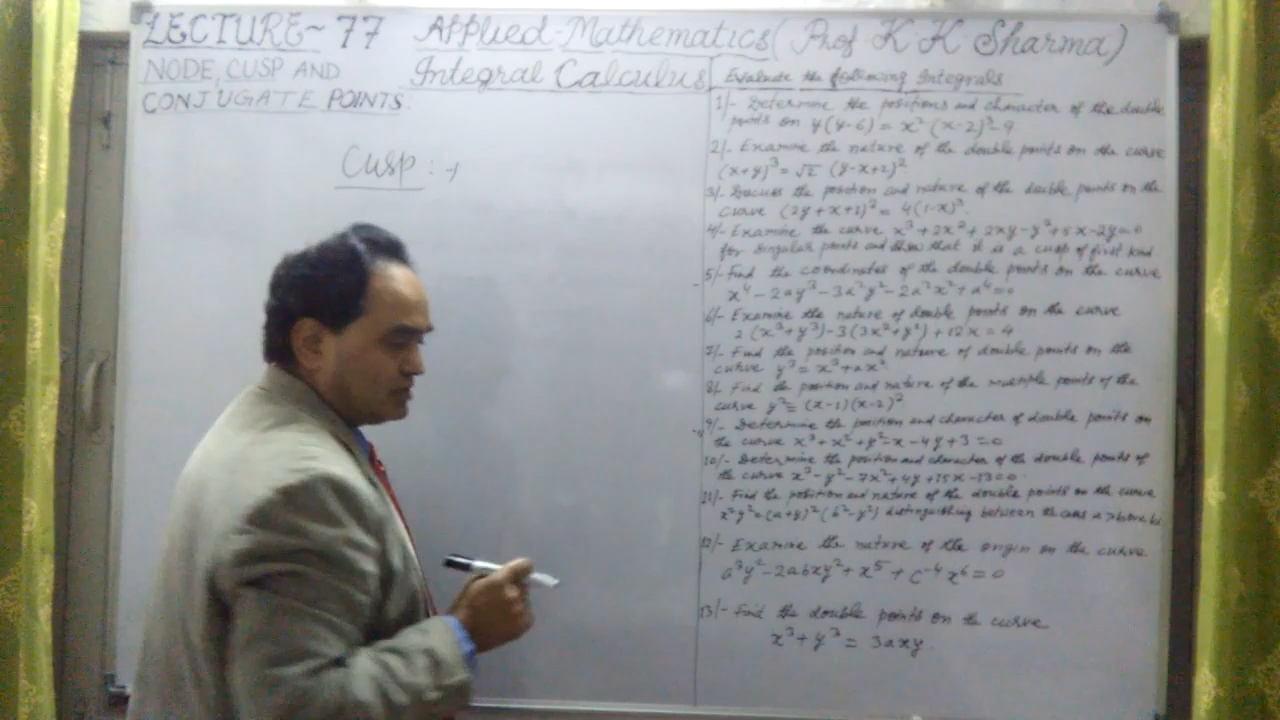 LECTURE~77 Applied Mathematics (Prof K K Sharma)
NODE, CUSP AND
CONJUGATE POINTS.
Integral Calculus
Cusp :-
Evaluate the following Integrals
1/- Determine the positions and character of the double
points on y(y-6) = x²(x-2)³-9
2/- Examine the nature of the double points on the curve
(x+y)³ = √2 (y-x+2)²
3/- Discuss the position and nature of the double points on the
curve (2y+x+1)² = 4(1-x)⁵
4/- Examine the curve x³+2x²+2xy-y²+5x-2y=0
for singular points and show that it is a cusp of first kind
5/- Find the coordinates of the double points on the curve
x⁴-2ay³-3a²y²-2a²x²+a⁴=0
6/- Examine the nature of double points on the curve
2(x³+y³)-3(3x²+y²)+12x=4
7/- Find the position and nature of double points on the
curve y³=x³+ax²
8/- Find the position and nature of the multiple points of the
curve y²=(x-1)(x-2)²
9/- Determine the position and character of double points on
the curve x³+x²+y²-x-4y+3=0
10/- Determine the position and character of the double points of
the curve x³-y²-7x²+4y+15x-13=0
11/- Find the position and nature of the double points on the curve
x²y²=(a+y)²(b²-y²) distinguishing between the
12/- Examine the nature of the origin on the curve
a³y²-2abxy²+x⁵+c⁻⁴x⁶=0
13/- Find the double points on the curve
x³+y³=3axy.